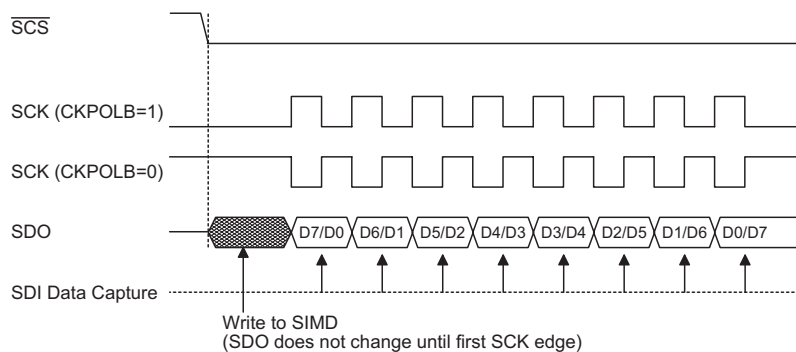 SCS
SCK (CKPOLB=1)
SCK (CKPOLB=0)
SDO
D7/D0 D6/D1 D5/D2 D4/D3 D3/D4 D2/D5 D1/D6 D0/D7
SDI Data Capture
Write to SIMD
(SDO does not change until first SCK edge)